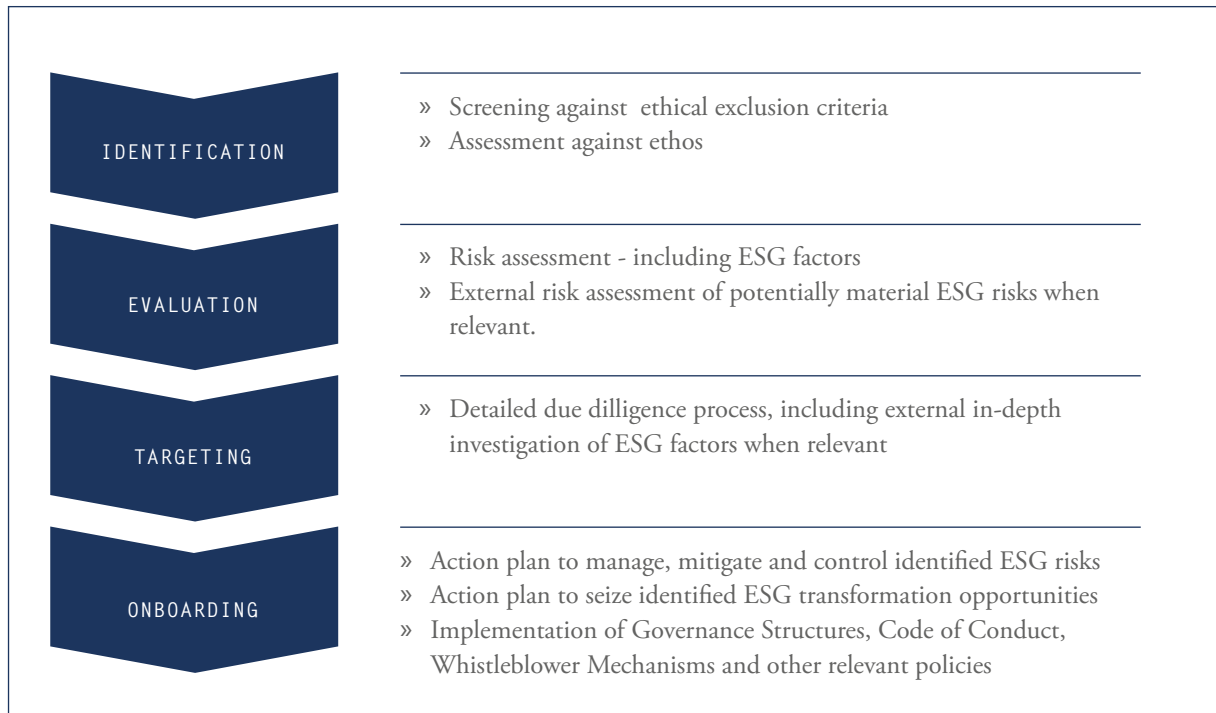 IDENTIFICATION
» Screening against  ethical exclusion criteria
» Assessment against ethos
EVALUATION
» Risk assessment - including ESG factors
» External risk assessment of potentially material ESG risks when
relevant.
TARGETING
» Detailed due dilligence process, including external in-depth
investigation of ESG factors when relevant
ONBOARDING
» Action plan to manage, mitigate and control identified ESG risks
» Action plan to seize identified ESG transformation opportunities
» Implementation of Governance Structures, Code of Conduct,
Whistleblower Mechanisms and other relevant policies